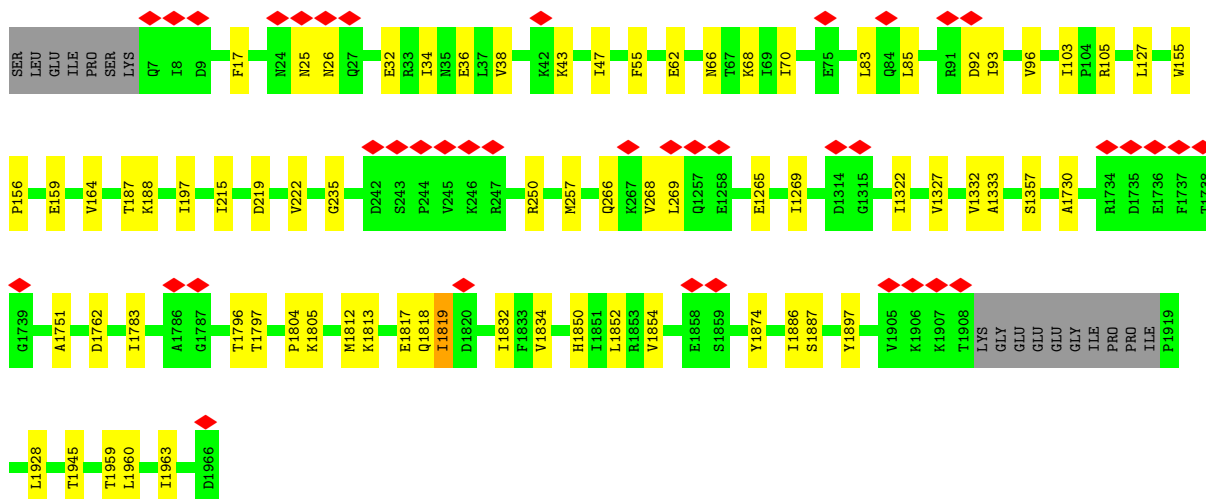 SER LEU GLU ILE PRO SER LYS Q7 I8 D9 F17 N24 N25 N26 Q27 E32 R33 I34 N35 E36 L37 V38 K42 K43 I47 F55 E62 N66 T67 K68 I69 I70 E75 L83 Q84 L85 R91 D92 I93 V96 I103 P104 R105 L127 W155
P156 E159 V164 T187 K188 I197 I215 D219 V222 G235 D242 S243 P244 V245 K246 R247 R250 M257 Q266 K267 V268 L269 Q1257 E1258 E1265 I1269 D1314 G1315 I1322 V1327 V1332 A1333 S1357 A1730 R1734 D1735 E1736 F1737 T1738
G1739 A1751 D1762 I1783 A1786 G1787 T1796 T1797 P1804 K1805 M1812 K1813 E1817 Q1818 I1819 D1820 I1832 F1833 V1834 H1850 I1851 L1852 R1853 V1854 E1858 S1859 Y1874 I1886 S1887 Y1897 V1905 K1906 K1907 T1908 LYS GLY GLU GLU GLU GLU GLY ILE PRO PRO ILE P1919
L1928 T1945 T1959 L1960 I1963 D1966